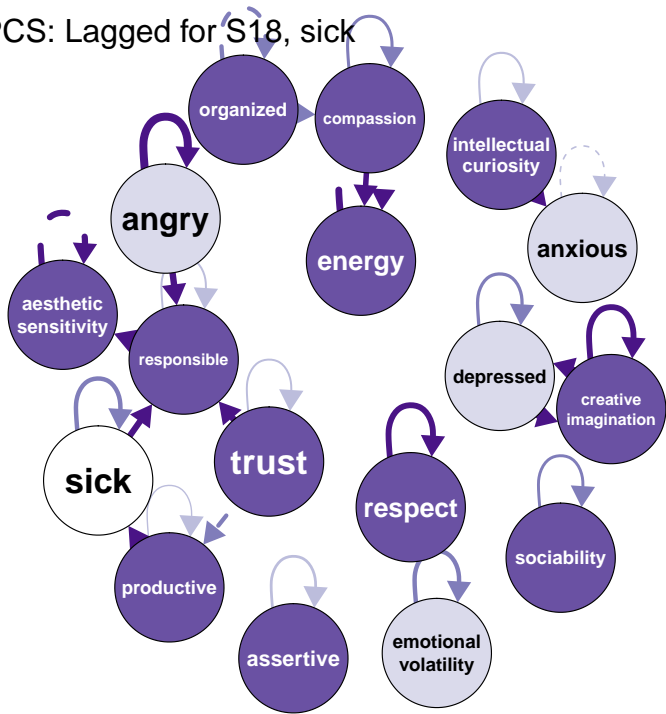 PCS: Lagged for S18, sick
organized
compassion
intellectual
curiosity
angry
anxious
energy
aesthetic
sensitivity
responsible
depressed
creative
imagination
trust
sick
respect
sociability
productive
assertive
emotional
volatility